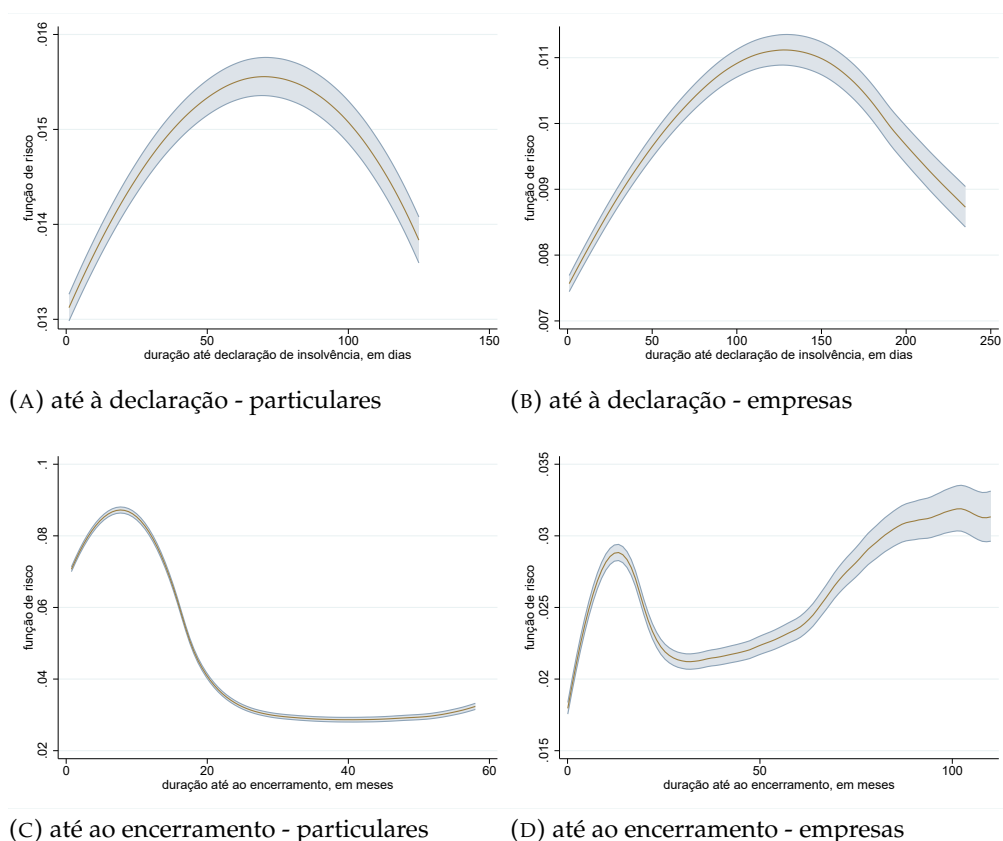 .016
.015
.014
.013
função de risco
0 50 100 150
duração até declaração de insolvência, em dias
(A) até à declaração - particulares
.011
.01
.009
.008
.007
função de risco
0 50 100 150 200 250
duração até declaração de insolvência, em dias
(B) até à declaração - empresas
.1
.08
.06
.04
.02
função de risco
0 20 40 60
duração até ao encerramento, em meses
(C) até ao encerramento - particulares
.035
.03
.025
.02
.015
função de risco
0 50 100
duração até ao encerramento, em meses
(D) até ao encerramento - empresas